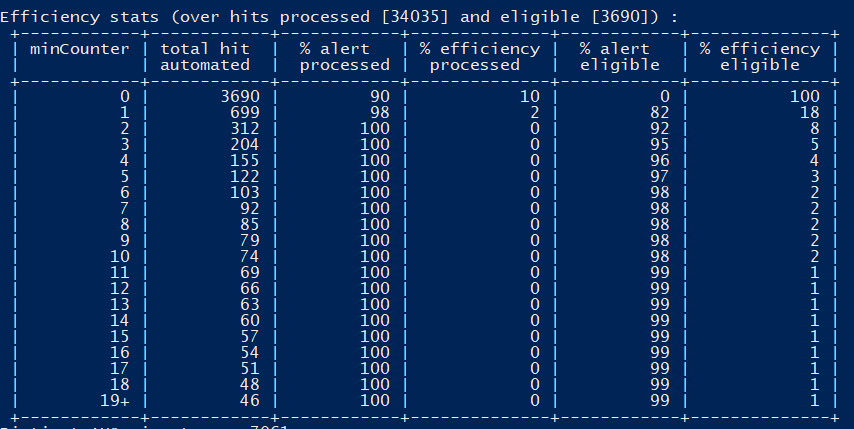 Efficiency stats (over hits processed [34035] and eligible [3690]) :
+------------+------------+------------+--------------+------------+--------------+
| minCounter | total hit | % alert | % efficiency | % alert | % efficiency |
| | automated | processed | processed | eligible | eligible |
+------------+------------+------------+--------------+------------+--------------+
| 0 | 3690 | 90 | 10 | 0 | 100 |
| 1 | 699 | 98 | 2 | 82 | 18 |
| 2 | 312 | 100 | 0 | 92 | 8 |
| 3 | 204 | 100 | 0 | 95 | 5 |
| 4 | 155 | 100 | 0 | 96 | 4 |
| 5 | 122 | 100 | 0 | 97 | 3 |
| 6 | 103 | 100 | 0 | 98 | 2 |
| 7 | 92 | 100 | 0 | 98 | 2 |
| 8 | 85 | 100 | 0 | 98 | 2 |
| 9 | 79 | 100 | 0 | 98 | 2 |
| 10 | 74 | 100 | 0 | 98 | 2 |
| 11 | 69 | 100 | 0 | 99 | 1 |
| 12 | 66 | 100 | 0 | 99 | 1 |
| 13 | 63 | 100 | 0 | 99 | 1 |
| 14 | 60 | 100 | 0 | 99 | 1 |
| 15 | 57 | 100 | 0 | 99 | 1 |
| 16 | 54 | 100 | 0 | 99 | 1 |
| 17 | 51 | 100 | 0 | 99 | 1 |
| 18 | 48 | 100 | 0 | 99 | 1 |
| 19+ | 46 | 100 | 0 | 99 | 1 |
+------------+------------+------------+--------------+------------+--------------+